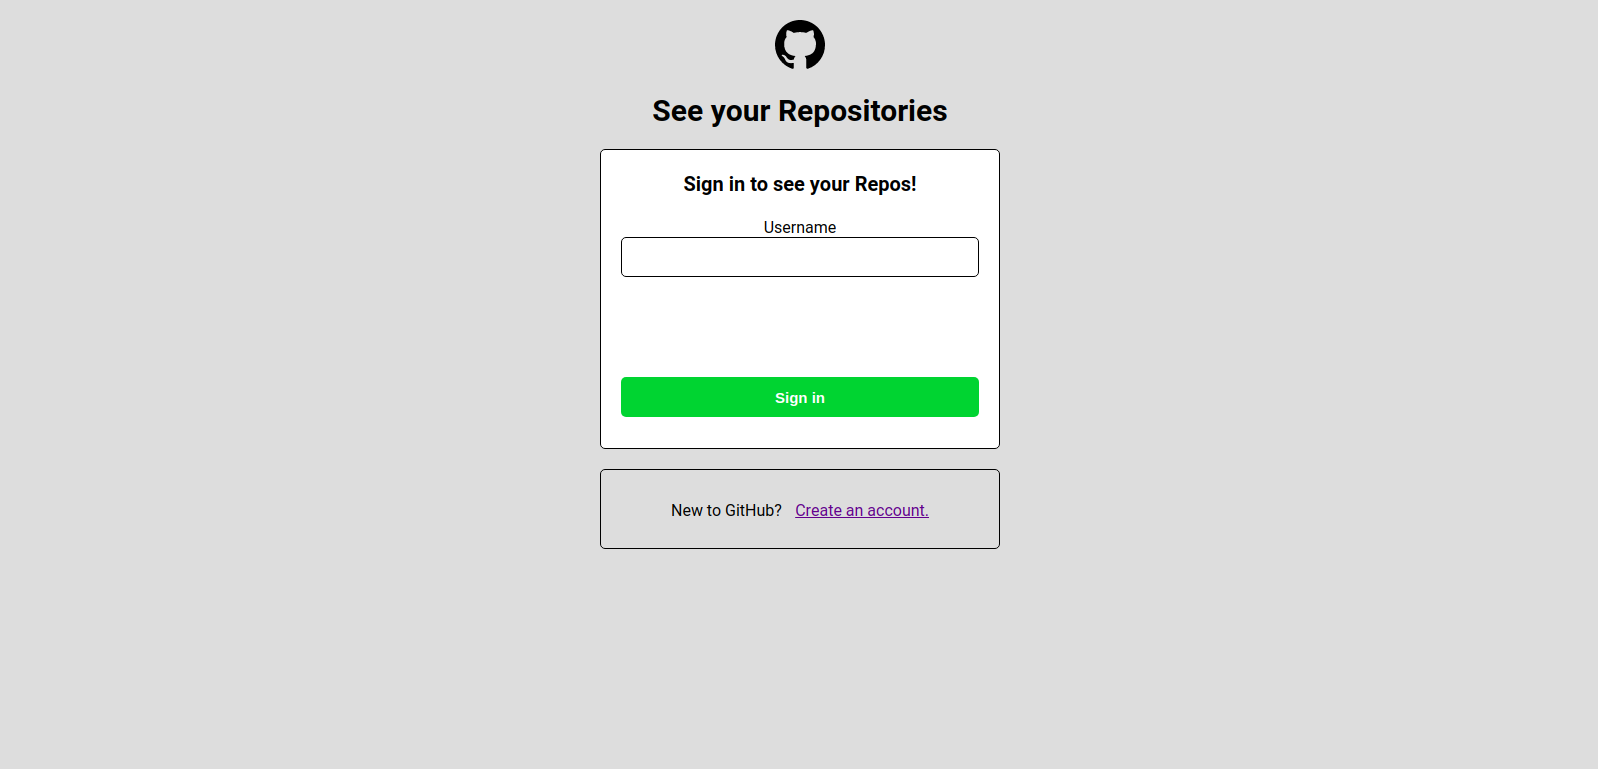 See your Repositories
Sign in to see your Repos!
Username
Sign in
New to GitHub? Create an account.